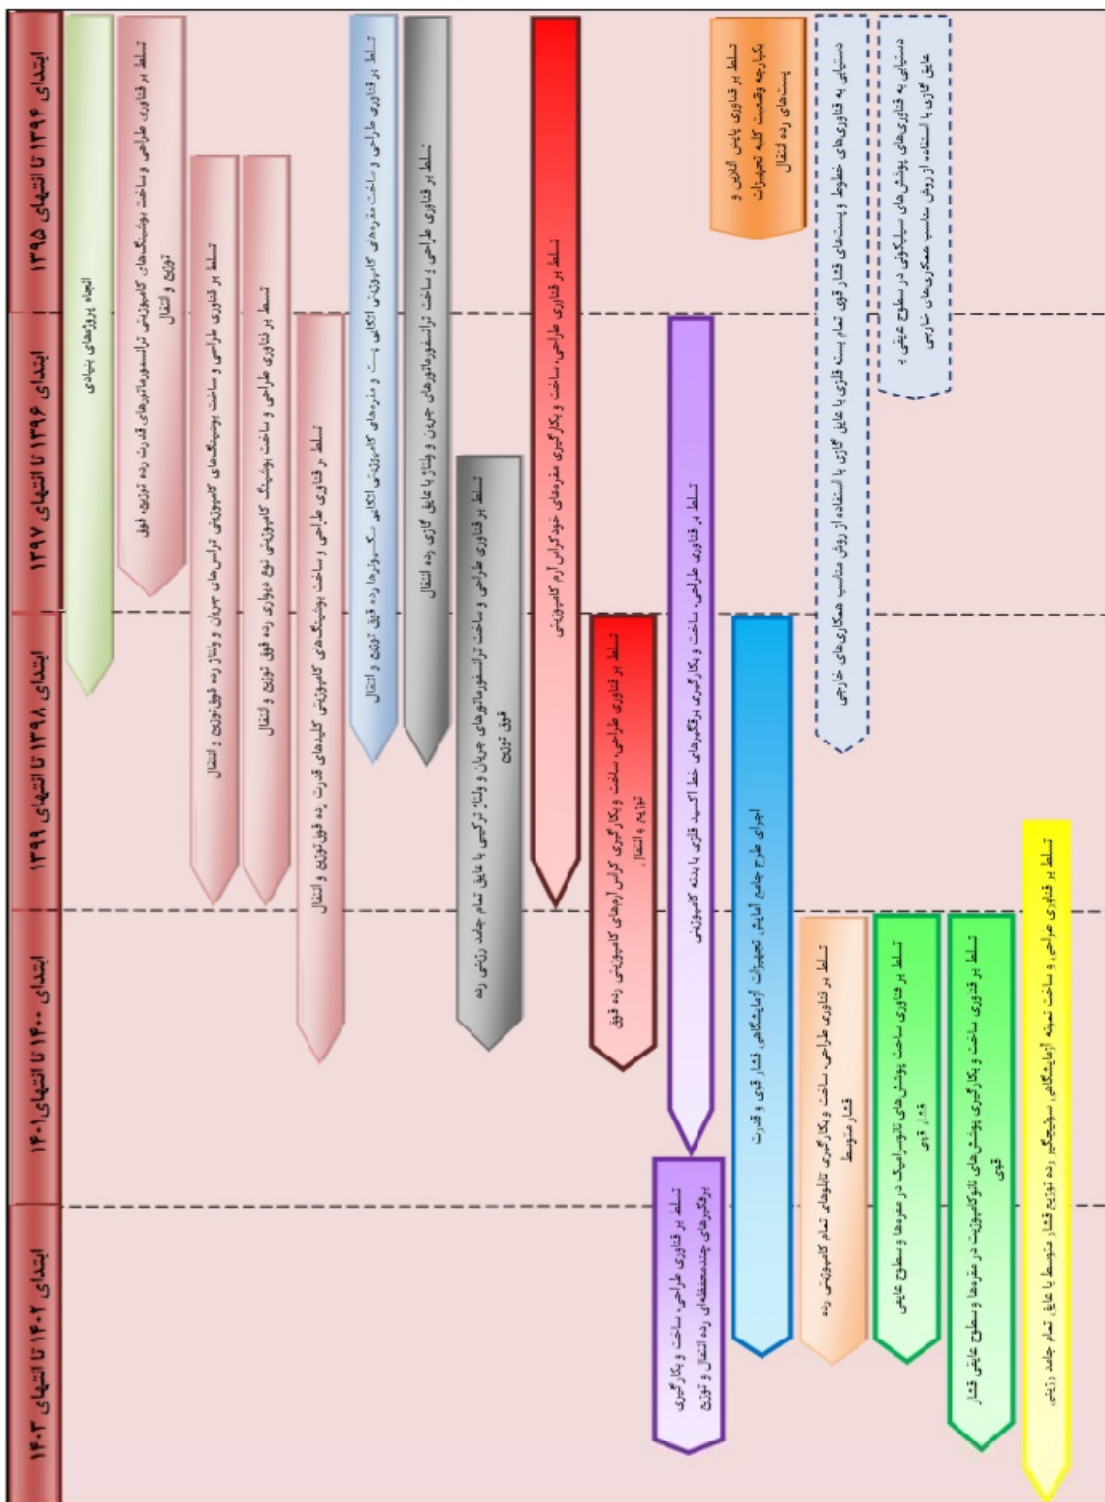 ابتدای ۱۳۹۴ تا انتهای ۱۳۹۵
ابتدای ۱۳۹۶ تا انتهای ۱۳۹۷
ابتدای ۱۳۹۸ تا انتهای ۱۳۹۹
ابتدای ۱۴۰۰ تا انتهای ۱۴۰۱
ابتدای ۱۴۰۲ تا انتهای ۱۴۰۳
انجام پروژه‌های بنیادی
تسلط بر فناوری طراحی و ساخت بوشینگ‌های کامپوزیتی ترانسفورماتورهای قدرت رده توزیع، فوق
توزیع و انتقال
تسلط بر فناوری طراحی و ساخت بوشینگ‌های کامپوزیتی ترانس‌های جریان و ولتاژ رده فوق‌توزیع و انتقال
تسلط بر فناوری طراحی و ساخت بوشینگ کامپوزیتی نوع دیواری رده فوق توزیع و انتقال
تسلط بر فناوری طراحی و ساخت بوشینگ‌های کامپوزیتی کلیدهای قدرت رده فوق‌توزیع و انتقال
تسلط بر فناوری طراحی و ساخت مقره‌های کامپوزیتی اتکایی پست و مقره‌های کامپوزیتی اتکایی سکسیونرها رده فوق توزیع و انتقال
تسلط بر فناوری طراحی و ساخت ترانسفورماتورهای جریان و ولتاژ با عایق گازی رده انتقال
تسلط بر فناوری طراحی و ساخت ترانسفورماتورهای جریان و ولتاژ ترکیبی با عایق تمام جامد رزینی رده
فوق توزیع
تسلط بر فناوری طراحی، ساخت و بکارگیری مقره‌های خود کراس آرم کامپوزیتی
تسلط بر فناوری طراحی، ساخت و بکارگیری کراس آرم‌های کامپوزیتی رده فوق
توزیع و انتقال
تسلط بر فناوری طراحی، ساخت و بکارگیری برقگیرهای خط اکسید فلزی با بدنه کامپوزیتی
تسلط بر فناوری طراحی، ساخت و بکارگیری
برقگیرهای چندمحفظه‌ای رده انتقال و توزیع
تسلط بر فناوری پایش آنلاین و
یکپارچه وضعیت کلیه تجهیزات
پست‌های رده انتقال
اجرای طرح جامع آمایش تجهیزات آزمایشگاهی فشار قوی و قدرت
دستیابی به فناوری‌های خطوط و پست‌های فشار قوی تمام بسته فلزی با عایق گازی با استفاده از روش مناسب همکاری‌های خارجی
تسلط بر فناوری طراحی، ساخت و بکارگیری تابلوهای تمام کامپوزیتی رده
فشار متوسط
دستیابی به فناوری‌های پوشش‌های سیلیکونی در سطوح عایقی با
عایق گازی با استفاده از روش مناسب همکاری‌های خارجی
تسلط بر فناوری ساخت پوشش‌های نانوسرامیک در مقره‌ها و سطوح عایقی
فشار قوی
تسلط بر فناوری ساخت و بکارگیری پوشش‌های نانوکامپوزیت در مقره‌ها و سطوح عایقی فشار
قوی
تسلط بر فناوری طراحی و ساخت نمونه آزمایشگاهی سوئیچگیر رده توزیع فشار متوسط با عایق تمام جامد رزینی